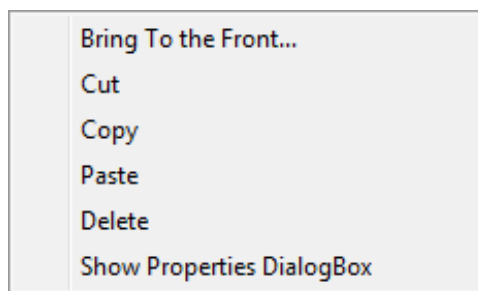 Bring To the Front...
Cut
Copy
Paste
Delete
Show Properties DialogBox